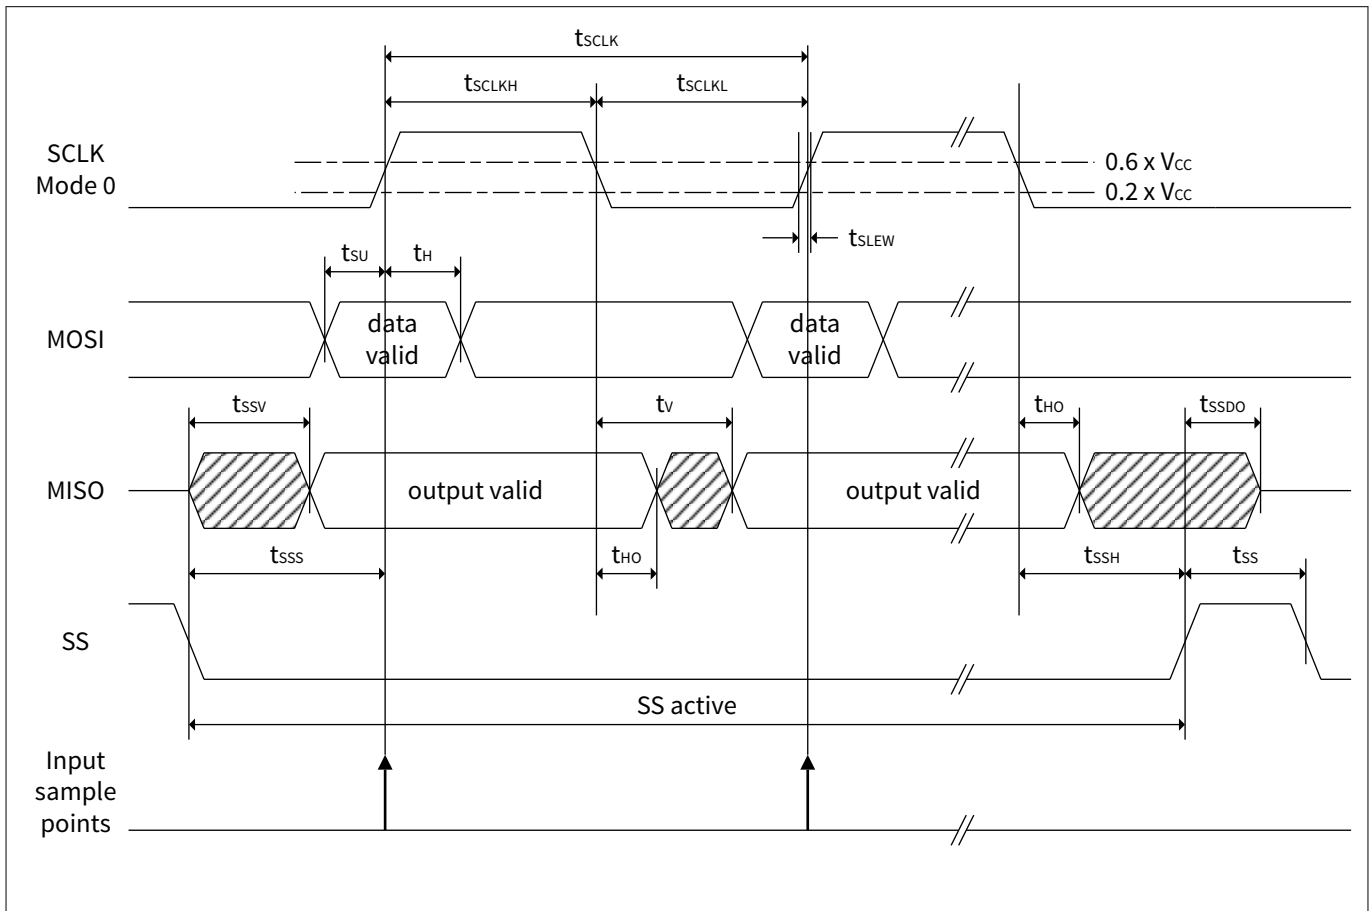 tSCLK
tSCLKH
tSCLKL
SCLK
Mode 0
0.6 x VCC
0.2 x VCC
tSLEW
tSU
tH
MOSI
data
valid
data
valid
tSSV
tV
tHO
tSSDO
MISO
output valid
output valid
tSSS
tHO
tSSH
tSS
SS
SS active
Input
sample
points